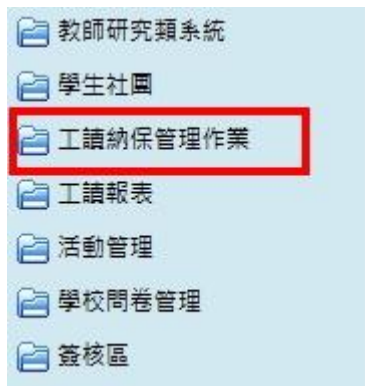 教師研究類系統
學生社團
工讀納保管理作業
工讀報表
活動管理
學校問卷管理
簽核區